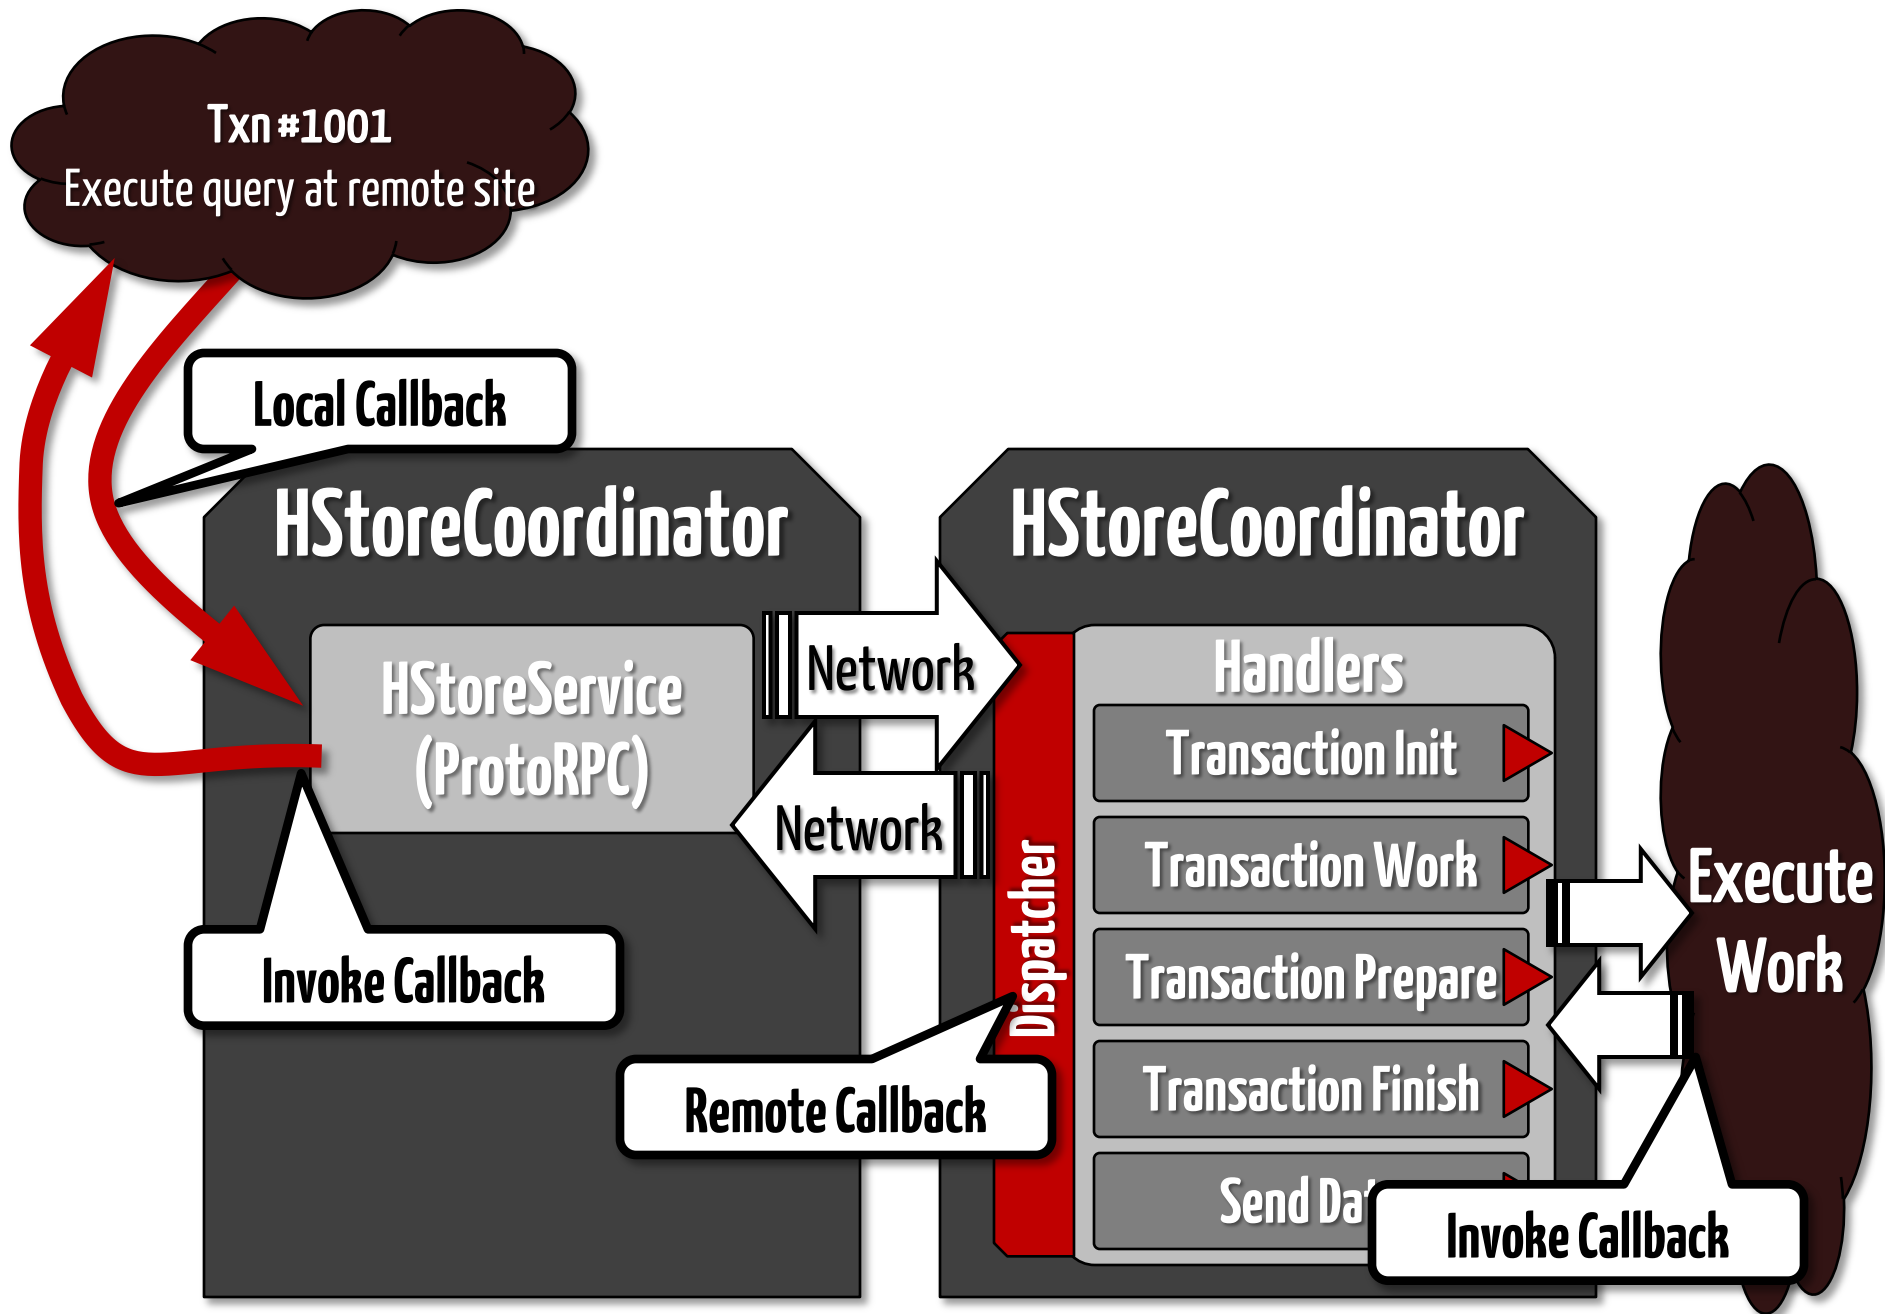 Txn #1001
Execute query at remote site
Local Callback
HStoreCoordinator
HStoreService
(ProtoRPC)
Invoke Callback
Network
Network
HStoreCoordinator
Dispatcher
Remote Callback
Handlers
Transaction Init
Transaction Work
Transaction Prepare
Transaction Finish
Send
Execute
Work
Invoke Callback